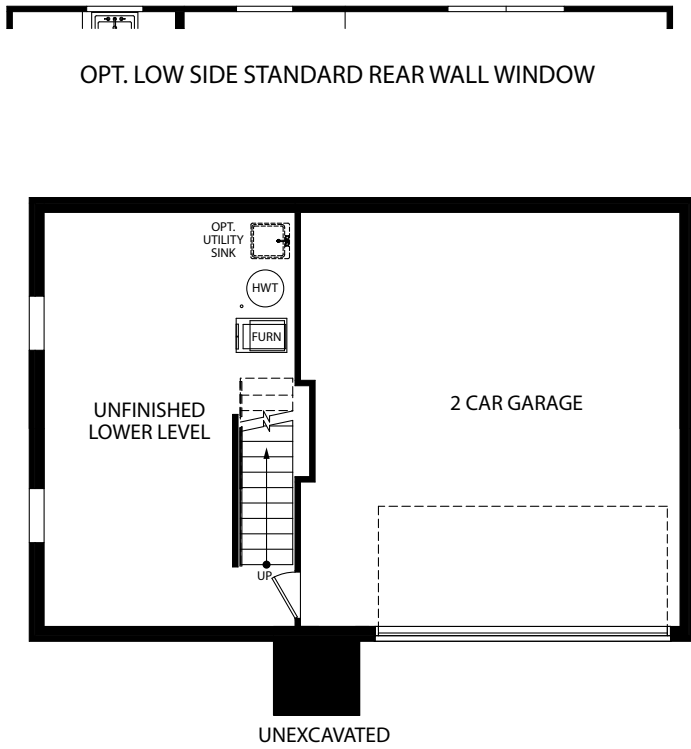 OPT. LOW SIDE STANDARD REAR WALL WINDOW
OPT.
UTILITY
SINK
HWT
FURN
UNFINISHED
LOWER LEVEL
2 CAR GARAGE
UP
UNEXCAVATED